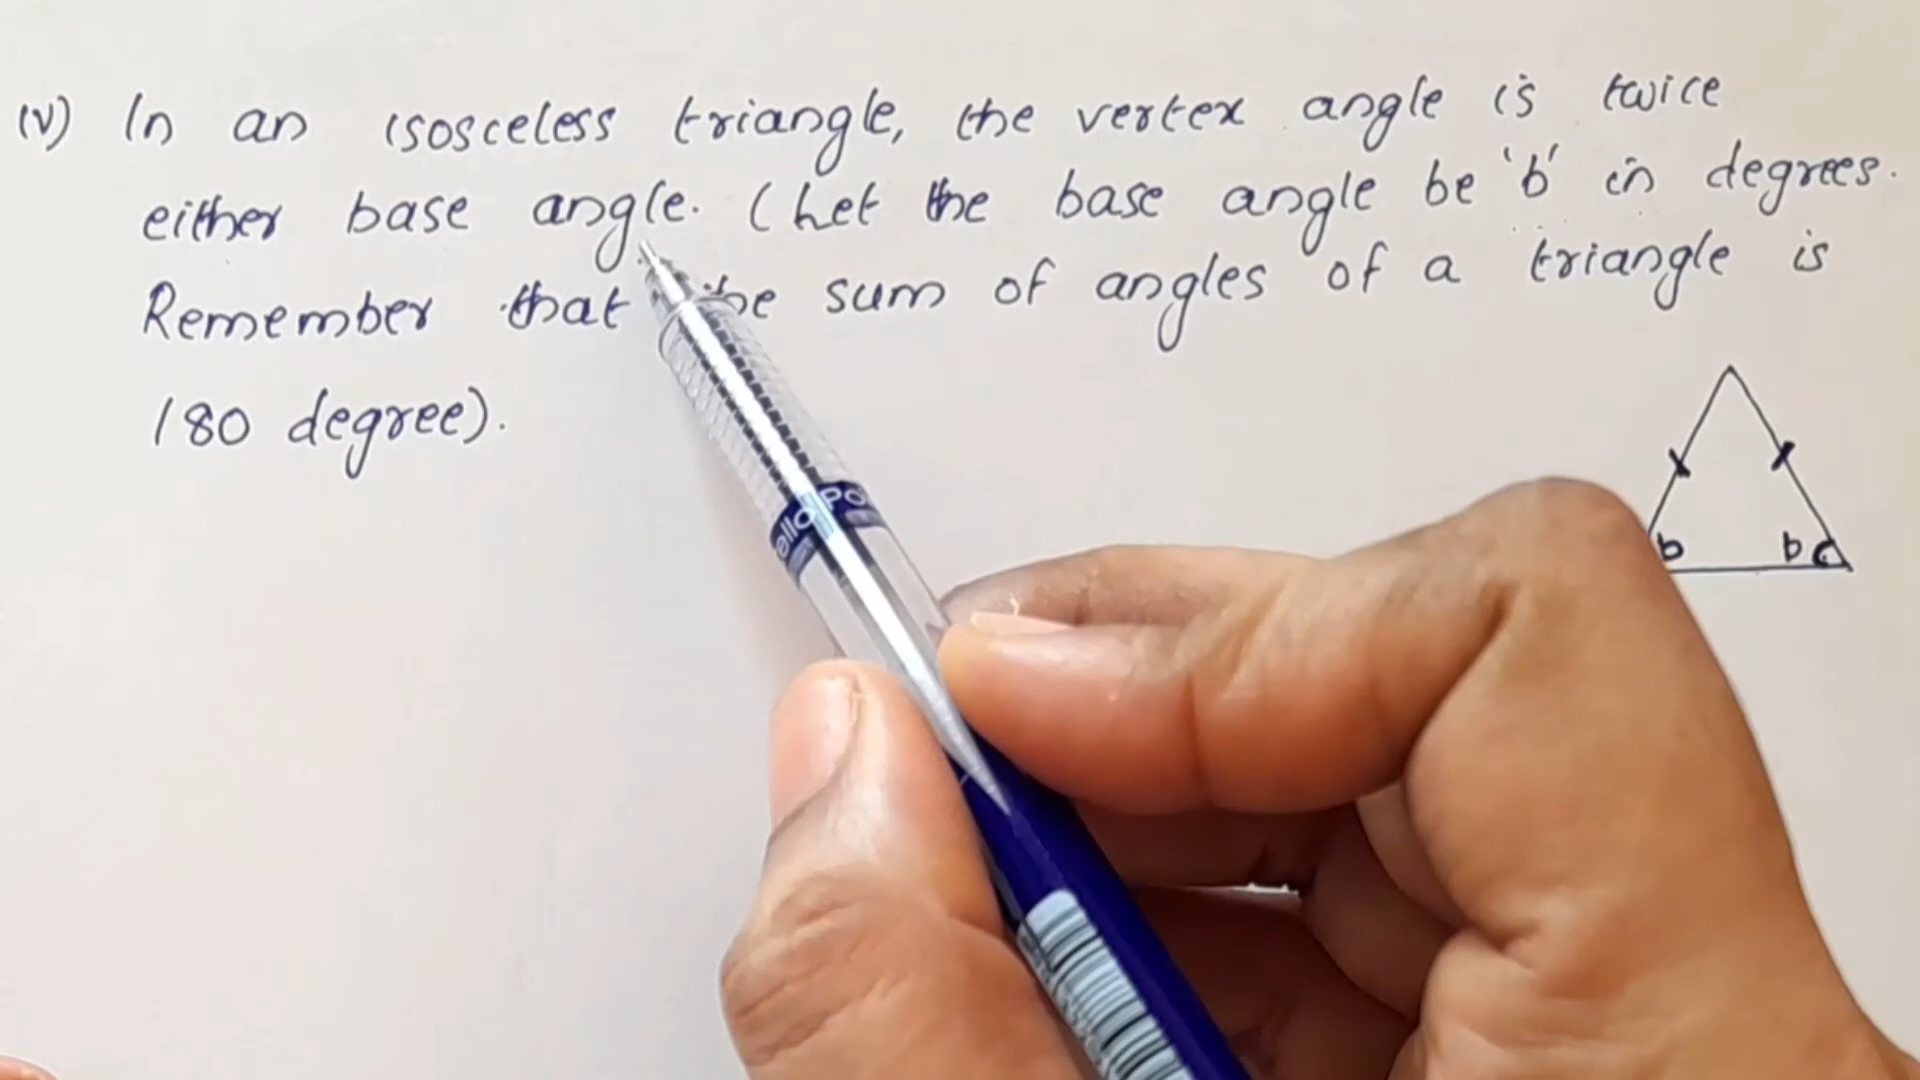 (V) In an isosceless triangle, the vertex angle is twice
either base angle. (Let the base angle be 'b' in degrees.
Remember that the sum of angles of a triangle is
180 degree).
b b